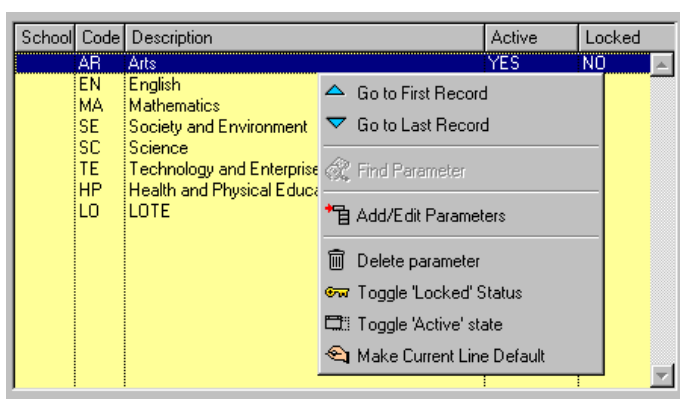 School Code Description Active Locked
AR Arts YES NO
EN English
MA Mathematics
SE Society and Environment
SC Science
TE Technology and Enterprise
HP Health and Physical Educa
LO LOTE
Go to First Record
Go to Last Record
Find Parameter
Add/Edit Parameters
Delete parameter
Toggle 'Locked' Status
Toggle 'Active' state
Make Current Line Default